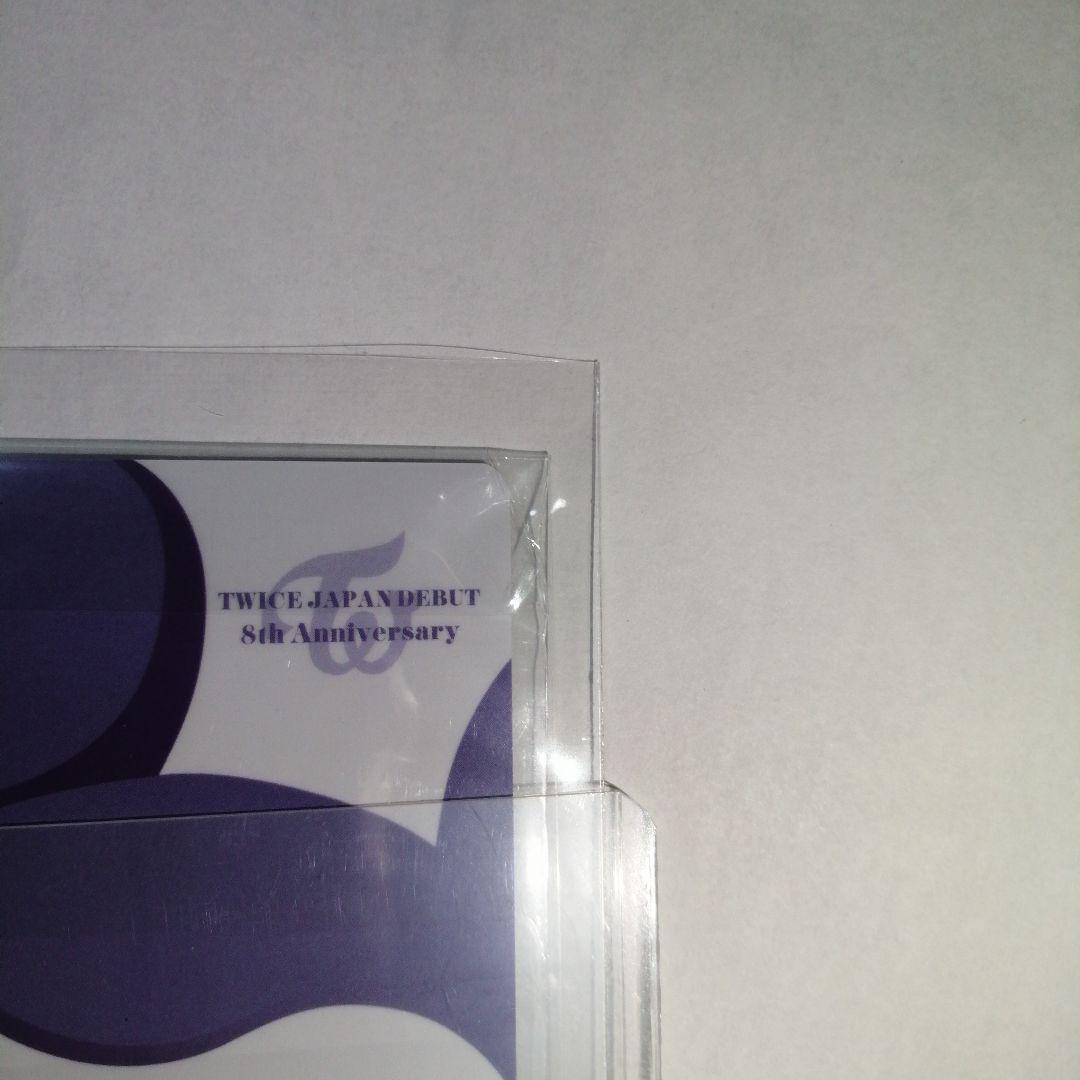 TWICE JAPAN DEBUT
8th Anniversary